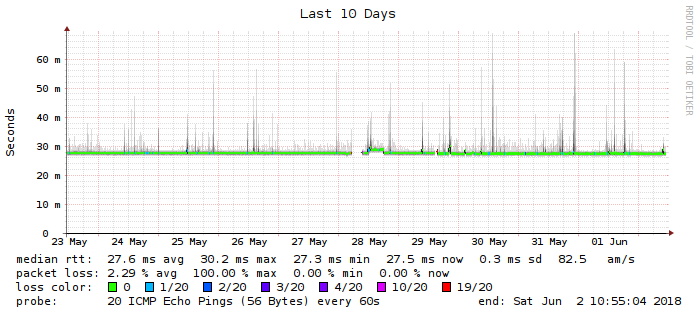 Last 10 Days
RRDTOOL / TOBI OETIKER
Seconds
60 m
50 m
40 m
30 m
20 m
10 m
0
23 May 24 May 25 May 26 May 27 May 28 May 29 May 30 May 31 May 01 Jun
median rtt: 27.6 ms avg 30.2 ms max 27.3 ms min 27.5 ms now 0.3 ms sd 82.5 am/s
packet loss: 2.29 % avg 100.00 % max 0.00 % min 0.00 % now
loss color: 0 1/20 2/20 3/20 4/20 10/20 19/20
probe: 20 ICMP Echo Pings (56 Bytes) every 60s end: Sat Jun 2 10:55:04 2018